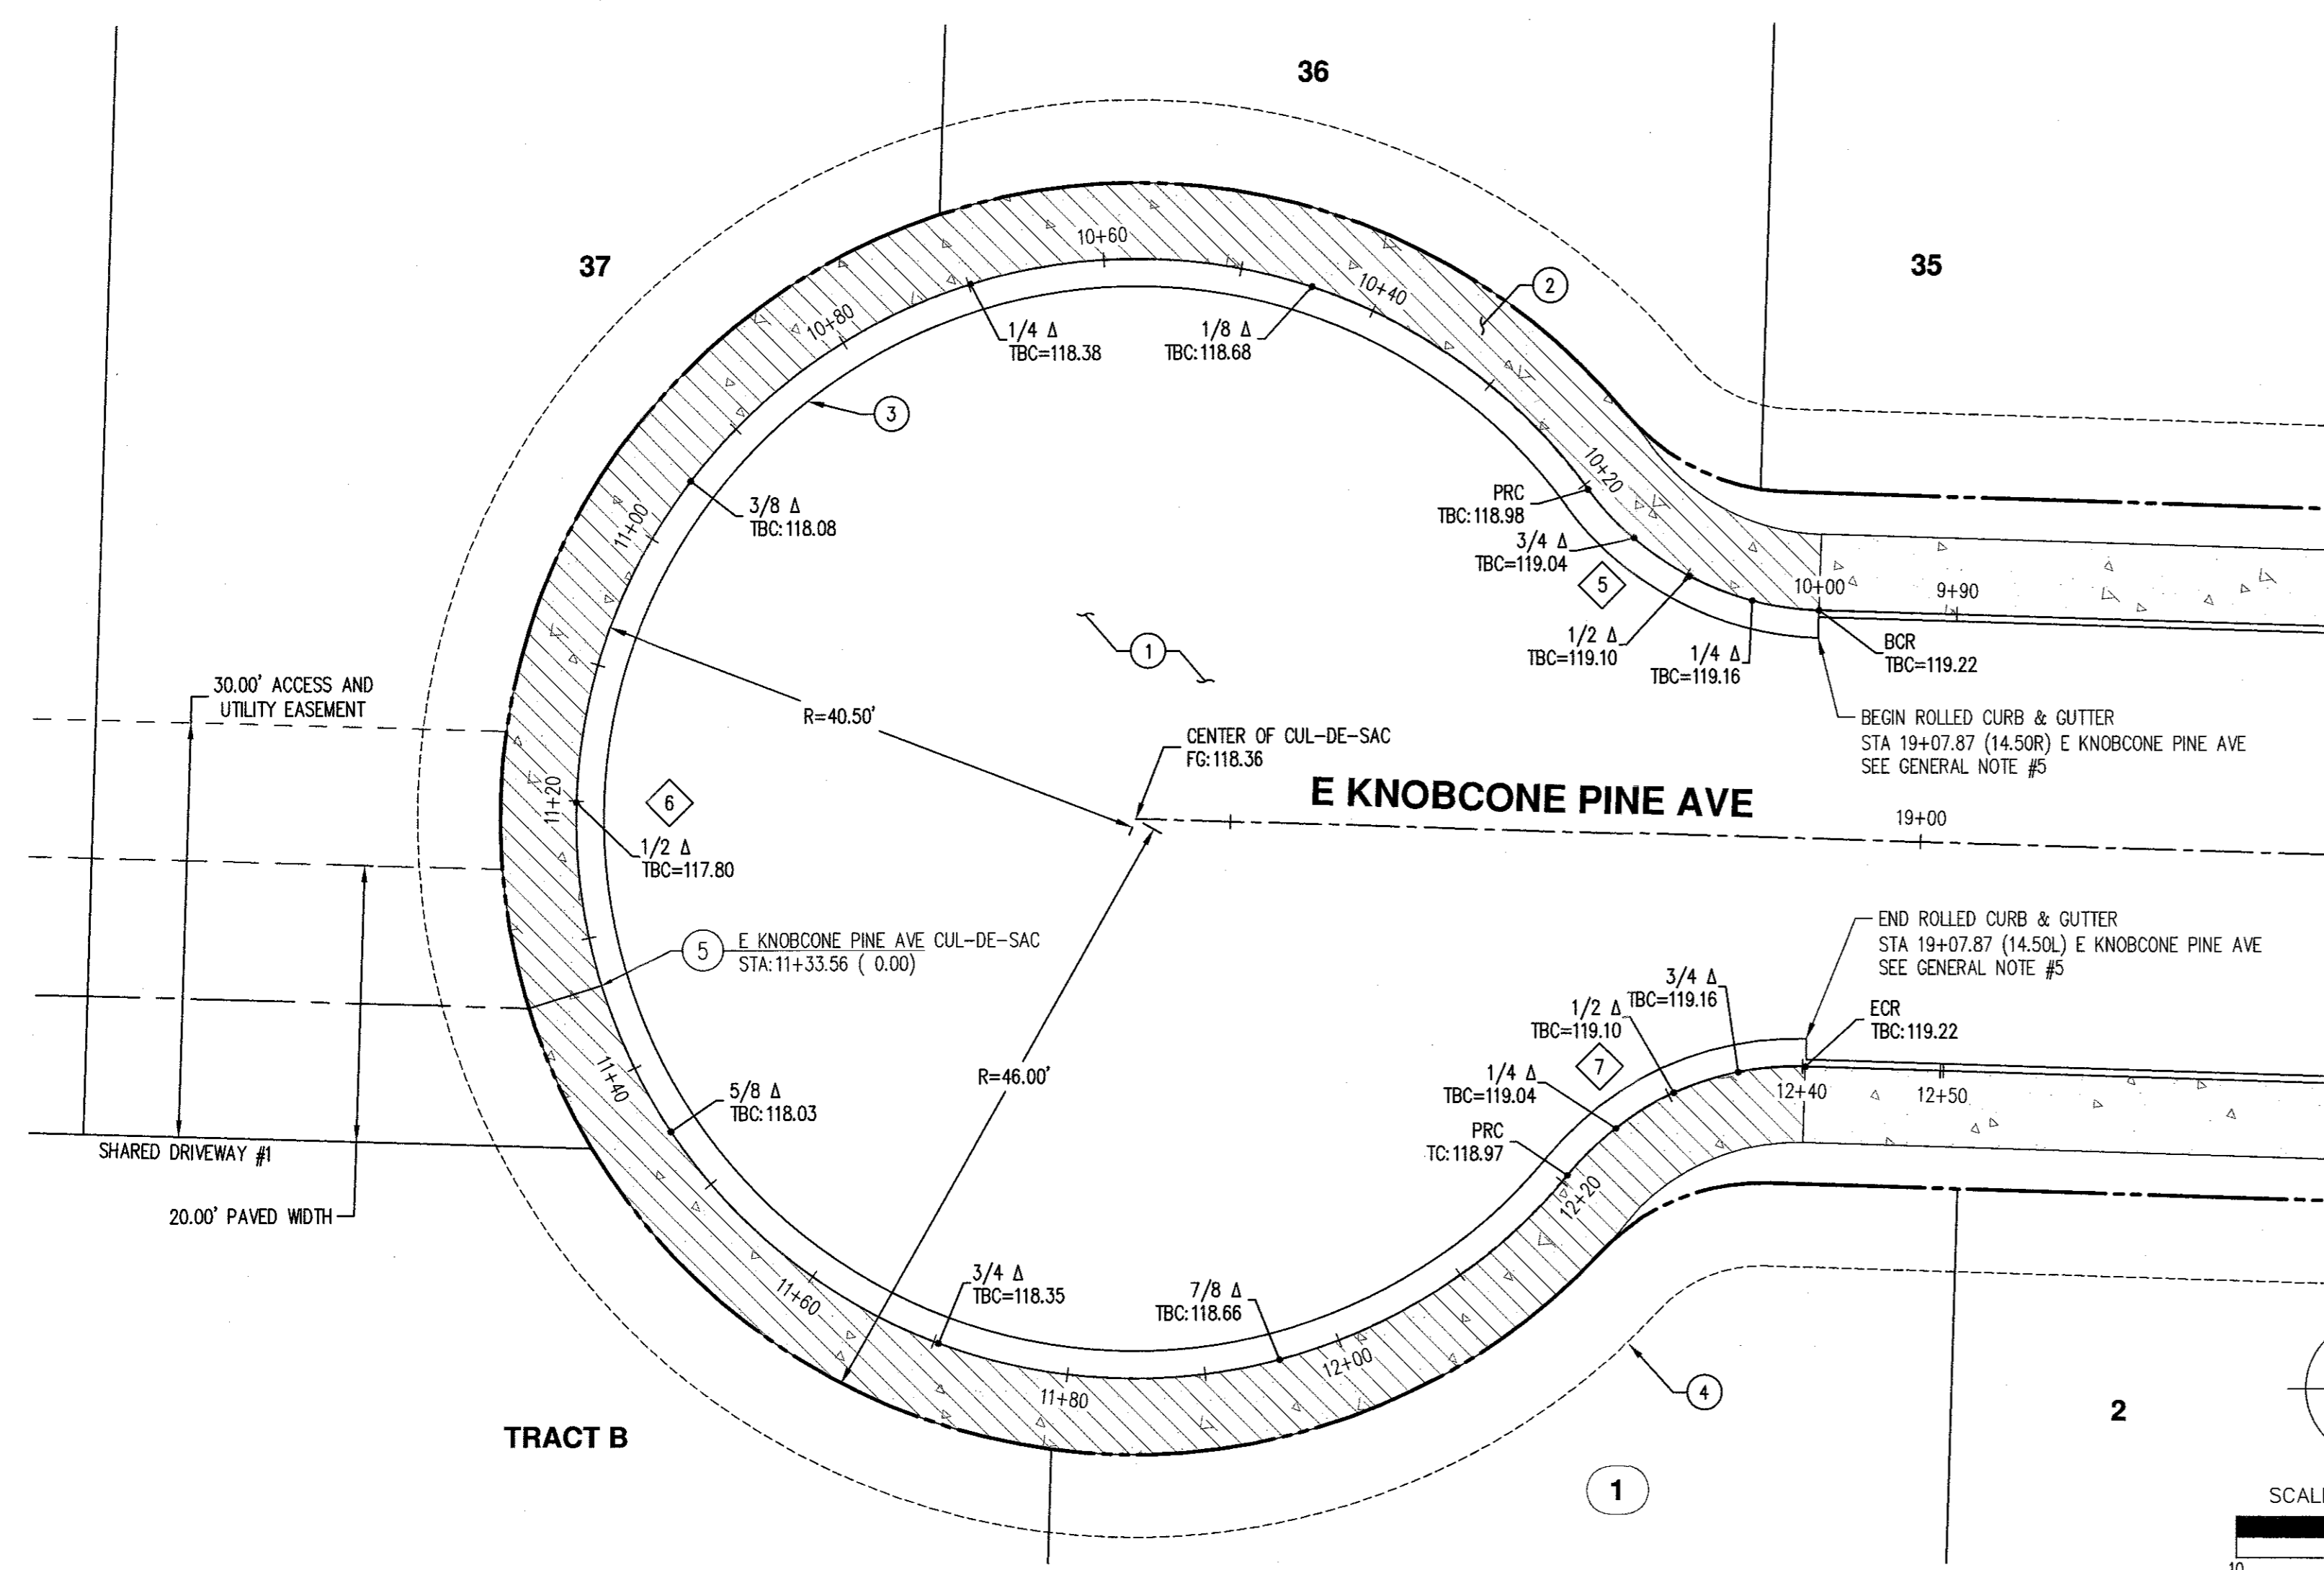 36
37
35
10+60
10+40
10+80
2
1/4 Δ
TBC=118.38
1/8 Δ
TBC:118.68
3
10+20
PRC
TBC:118.98
3/8 Δ
TBC:118.08
11+00
3/4 Δ
TBC=119.04
5
10+00
9+90
1/2 Δ
TBC=119.10
1/4 Δ
TBC=119.16
BCR
TBC=119.22
1
30.00' ACCESS AND
UTILITY EASEMENT
R=40.50'
BEGIN ROLLED CURB & GUTTER
STA 19+07.87 (14.50R) E KNOBCONE PINE AVE
SEE GENERAL NOTE #5
CENTER OF CUL-DE-SAC
FG:118.36
E KNOBCONE PINE AVE
19+00
11+20
6
1/2 Δ
TBC=117.80
5
E KNOBCONE PINE AVE CUL-DE-SAC
STA:11+33.56 ( 0.00)
END ROLLED CURB & GUTTER
STA 19+07.87 (14.50L) E KNOBCONE PINE AVE
SEE GENERAL NOTE #5
3/4 Δ
TBC=119.16
1/2 Δ
TBC=119.10
ECR
TBC:119.22
7
1/4 Δ
TBC=119.04
12+40
12+50
R=46.00'
11+40
5/8 Δ
TBC:118.03
PRC
TC:118.97
SHARED DRIVEWAY #1
12+20
20.00' PAVED WIDTH
3/4 Δ
TBC=118.35
7/8 Δ
TBC:118.66
11+60
12+00
11+80
4
TRACT B
2
1
SCAL
10